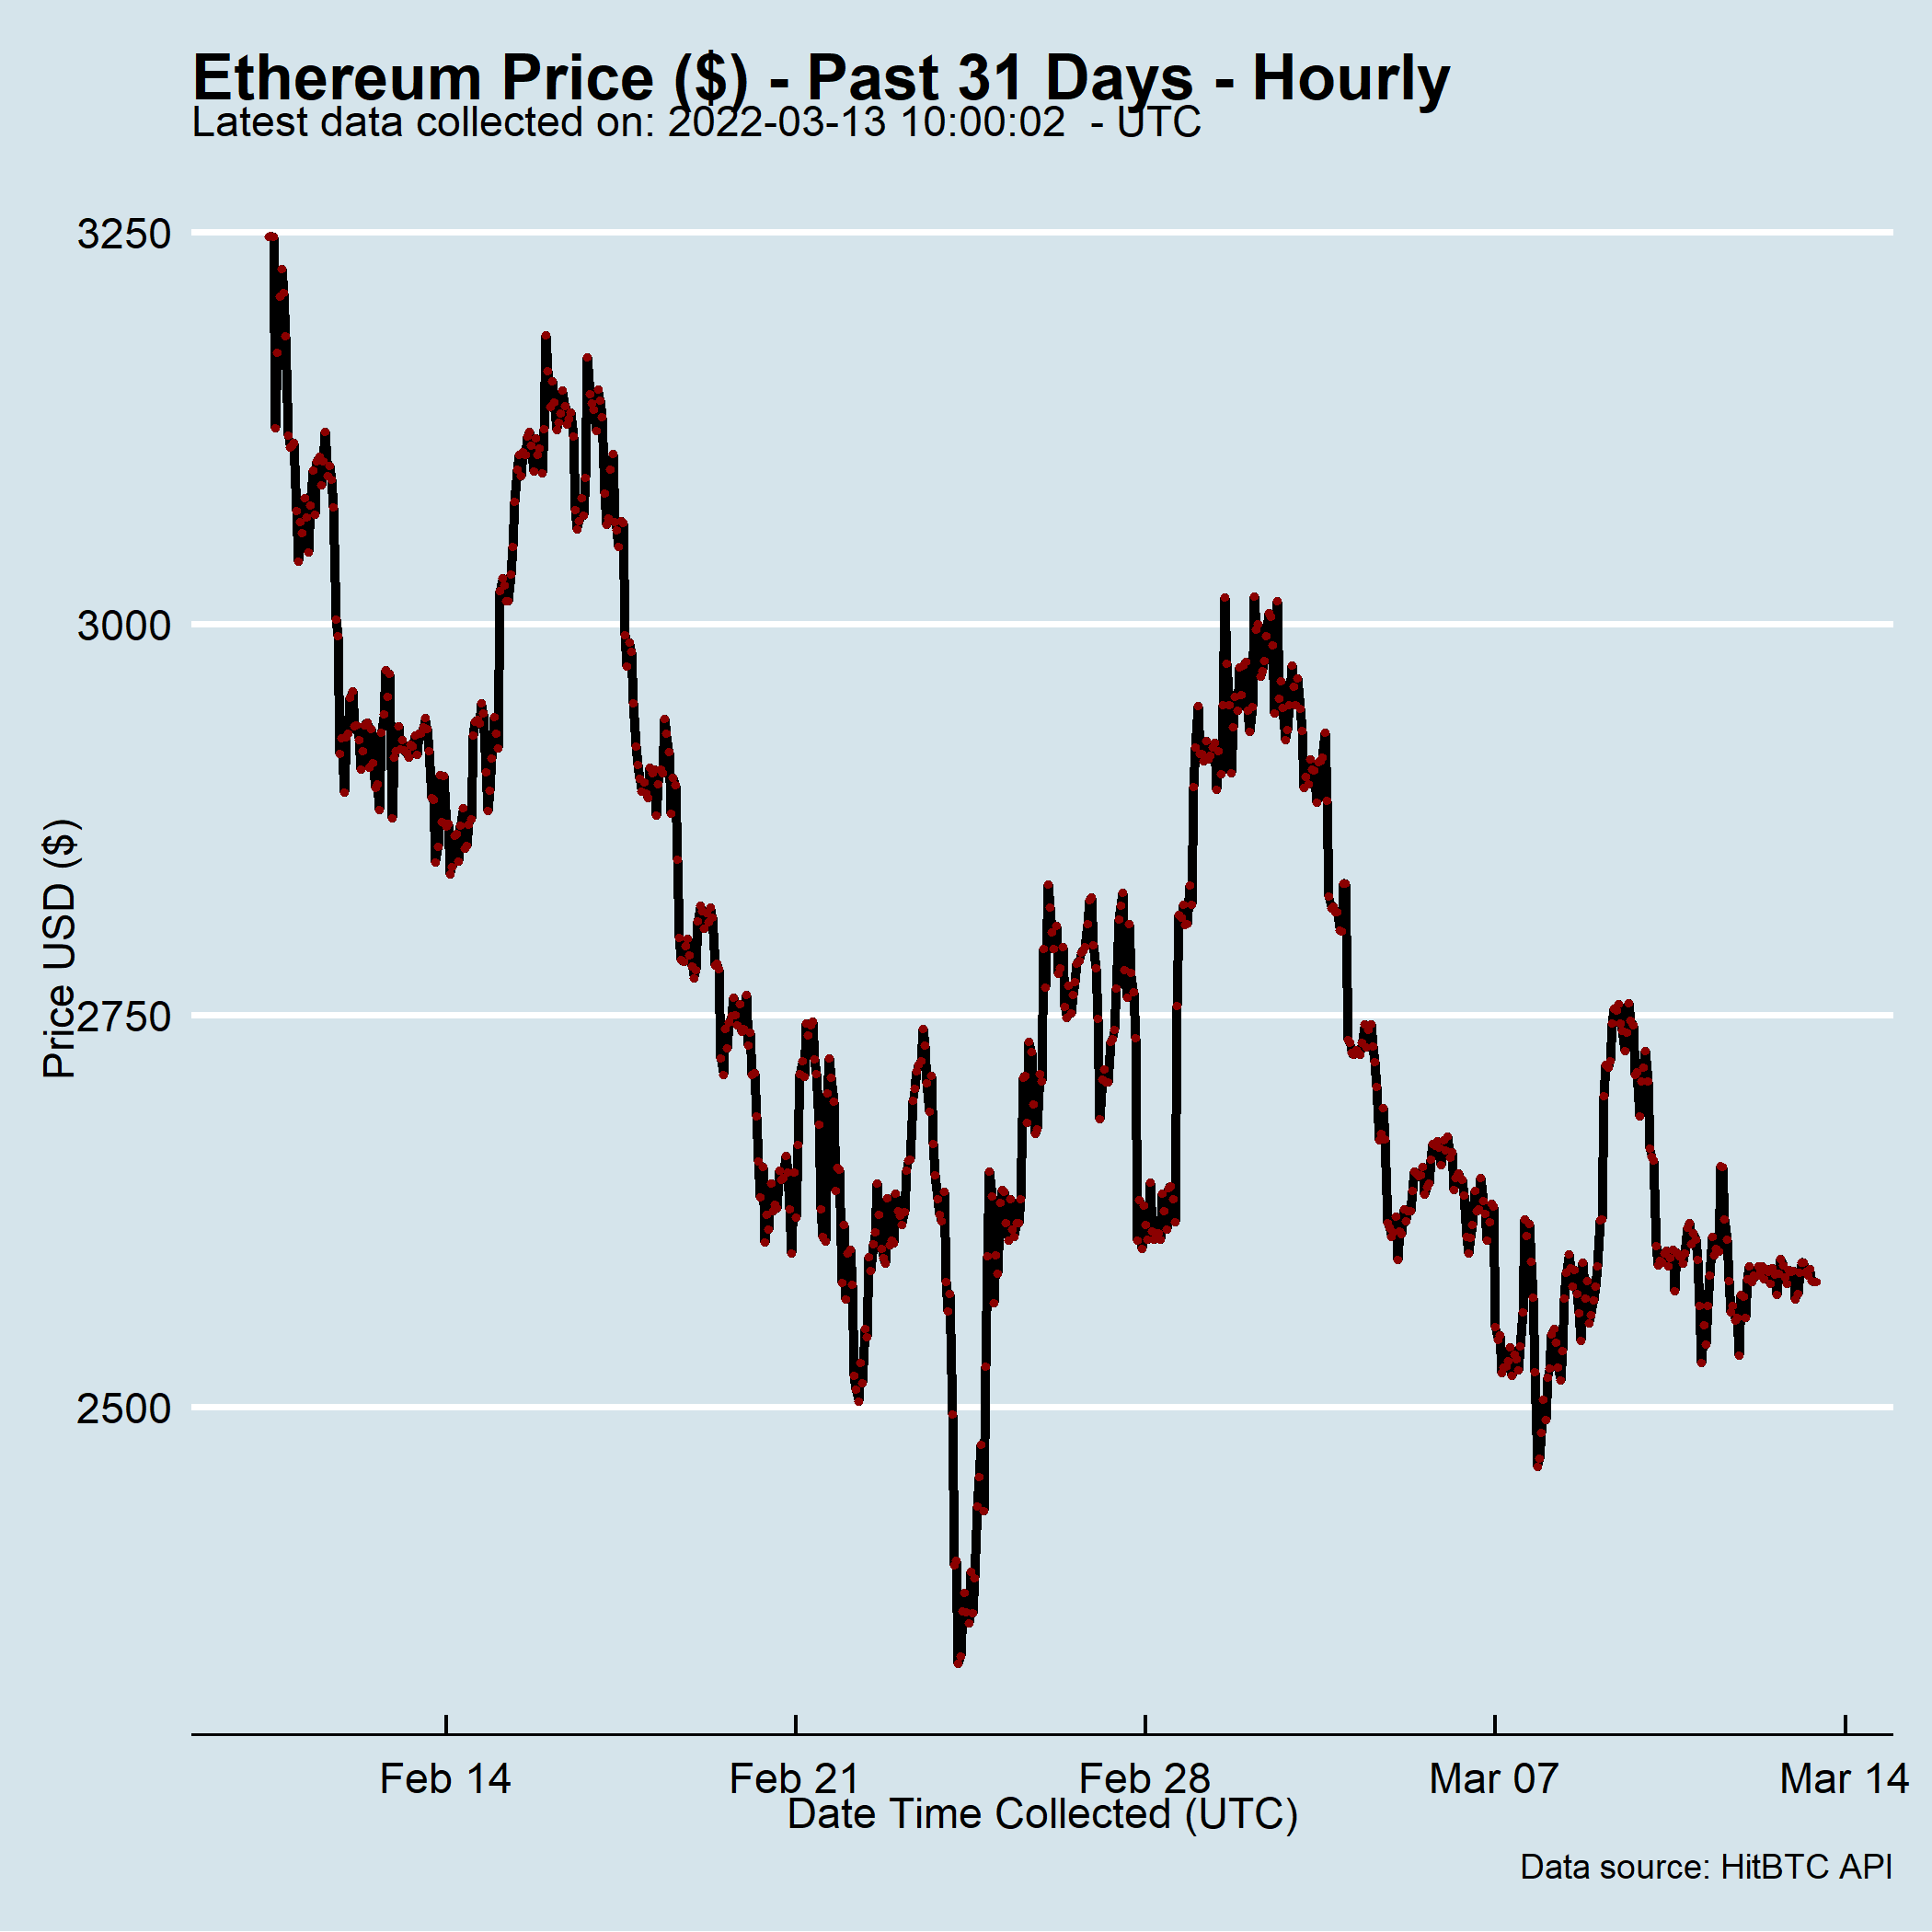 Ethereum Price ($) - Past 31 Days - Hourly
Latest data collected on: 2022-03-13 10:00:02  - UTC
3250
3000
2750
2500
Price USD ($)
Feb 14
Feb 21
Feb 28
Mar 07
Mar 14
Date Time Collected (UTC)
Data source: HitBTC API